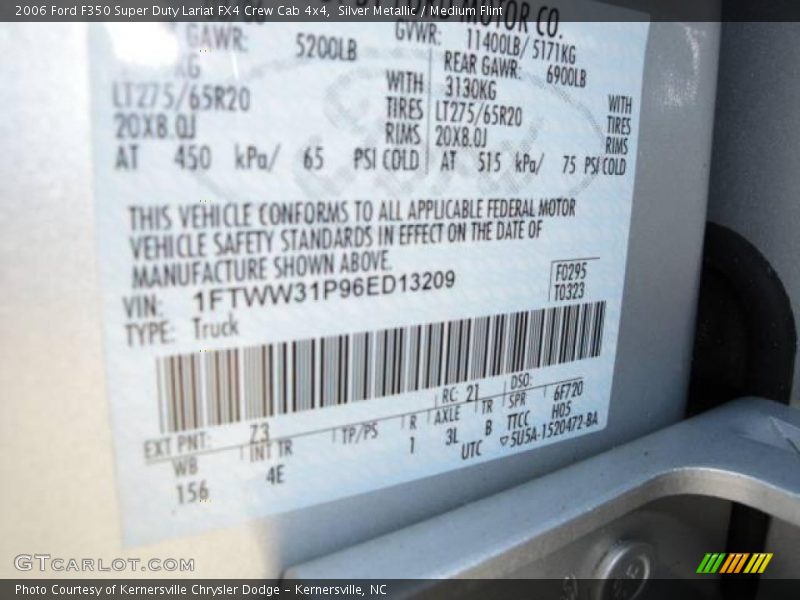 2006 Ford F350 Super Duty Lariat FX4 Crew Cab 4x4, Silver Metallic / Medium Flint
MOTOR CO.
GAWR: 5200LB GVWR: 11400LB/ 5171KG
KG REAR GAWR: 6900LB
WITH 3130KG WITH
LT275/65R20 TIRES LT275/65R20 TIRES
20X8.0J RIMS 20X8.0J RIMS
AT 450 kPa/ 65 PSI COLD AT 515 kPa/ 75 PSI COLD
THIS VEHICLE CONFORMS TO ALL APPLICABLE FEDERAL MOTOR
VEHICLE SAFETY STANDARDS IN EFFECT ON THE DATE OF
MANUFACTURE SHOWN ABOVE.
VIN: 1FTWW31P96ED13209
F0295
T0323
TYPE: Truck
EXT PNT: Z3 RC: 21 DSO:
WB INT TR TP/PS R AXLE TR SPR 6F720
156 4E 1 3L B TTCC H05
UTC ▽5U5A-1520472-BA
GTCARLOT.COM
Photo Courtesy of Kernersville Chrysler Dodge – Kernersville, NC